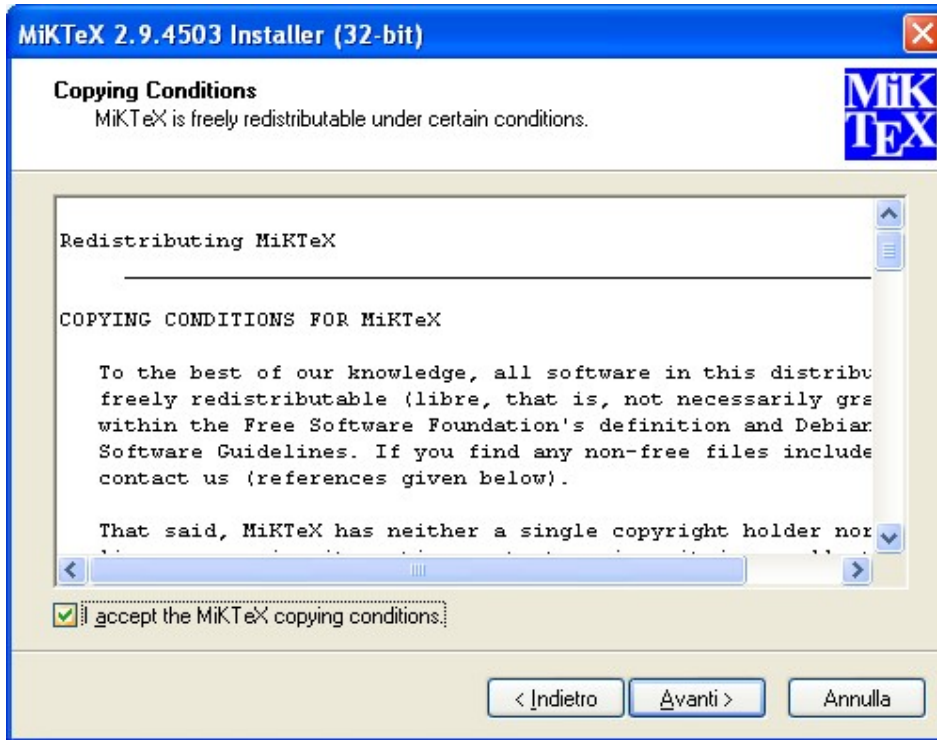 MiKTeX 2.9.4503 Installer (32-bit)
Copying Conditions
MiKTeX is freely redistributable under certain conditions.
MiK
TEX
Redistributing MiKTeX
COPYING CONDITIONS FOR MiKTeX
To the best of our knowledge, all software in this distribu
freely redistributable (libre, that is, not necessarily gra
within the Free Software Foundation's definition and Debian
Software Guidelines. If you find any non-free files include
contact us (references given below).
That said, MiKTeX has neither a single copyright holder nor
I accept the MiKTeX copying conditions.
< Indietro
Avanti >
Annulla